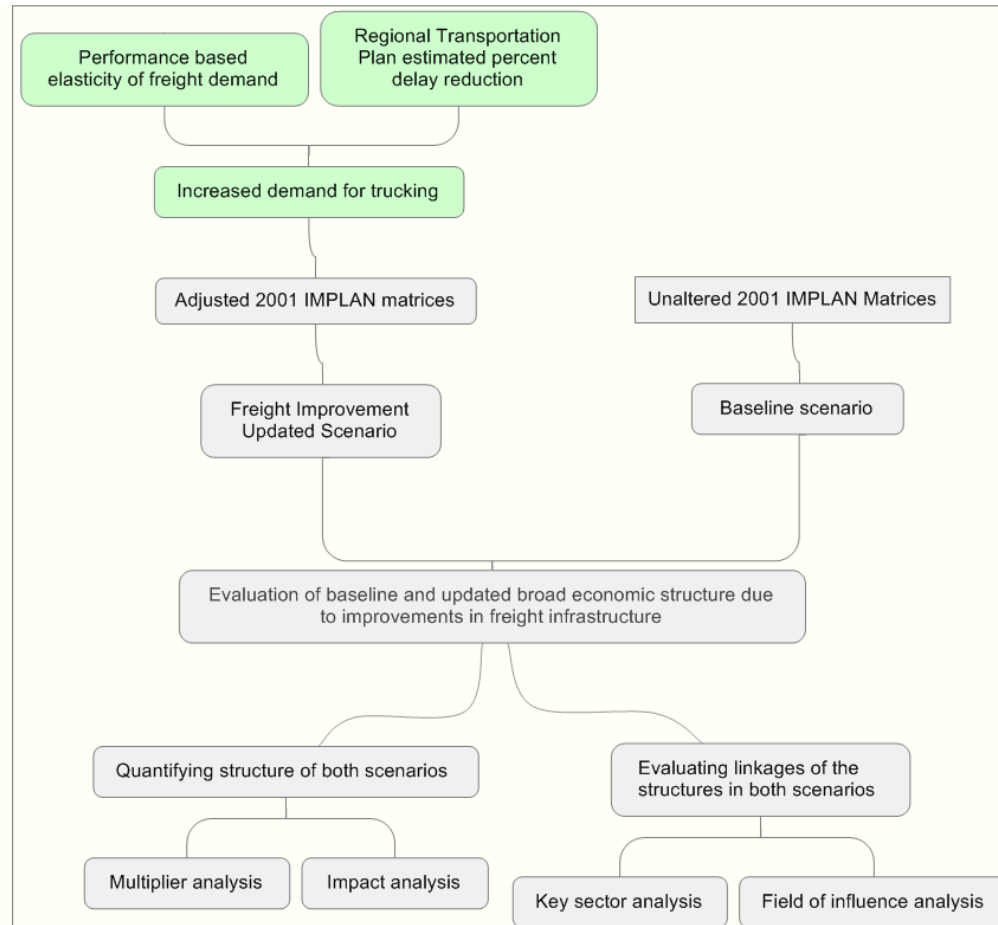 Performance based
elasticity of freight demand
Regional Transportation
Plan estimated percent
delay reduction
Increased demand for trucking
Adjusted 2001 IMPLAN matrices
Unaltered 2001 IMPLAN Matrices
Freight Improvement
Updated Scenario
Baseline scenario
Evaluation of baseline and updated broad economic structure due
to improvements in freight infrastructure
Quantifying structure of both scenarios
Evaluating linkages of the
structures in both scenarios
Multiplier analysis
Impact analysis
Key sector analysis
Field of influence analysis